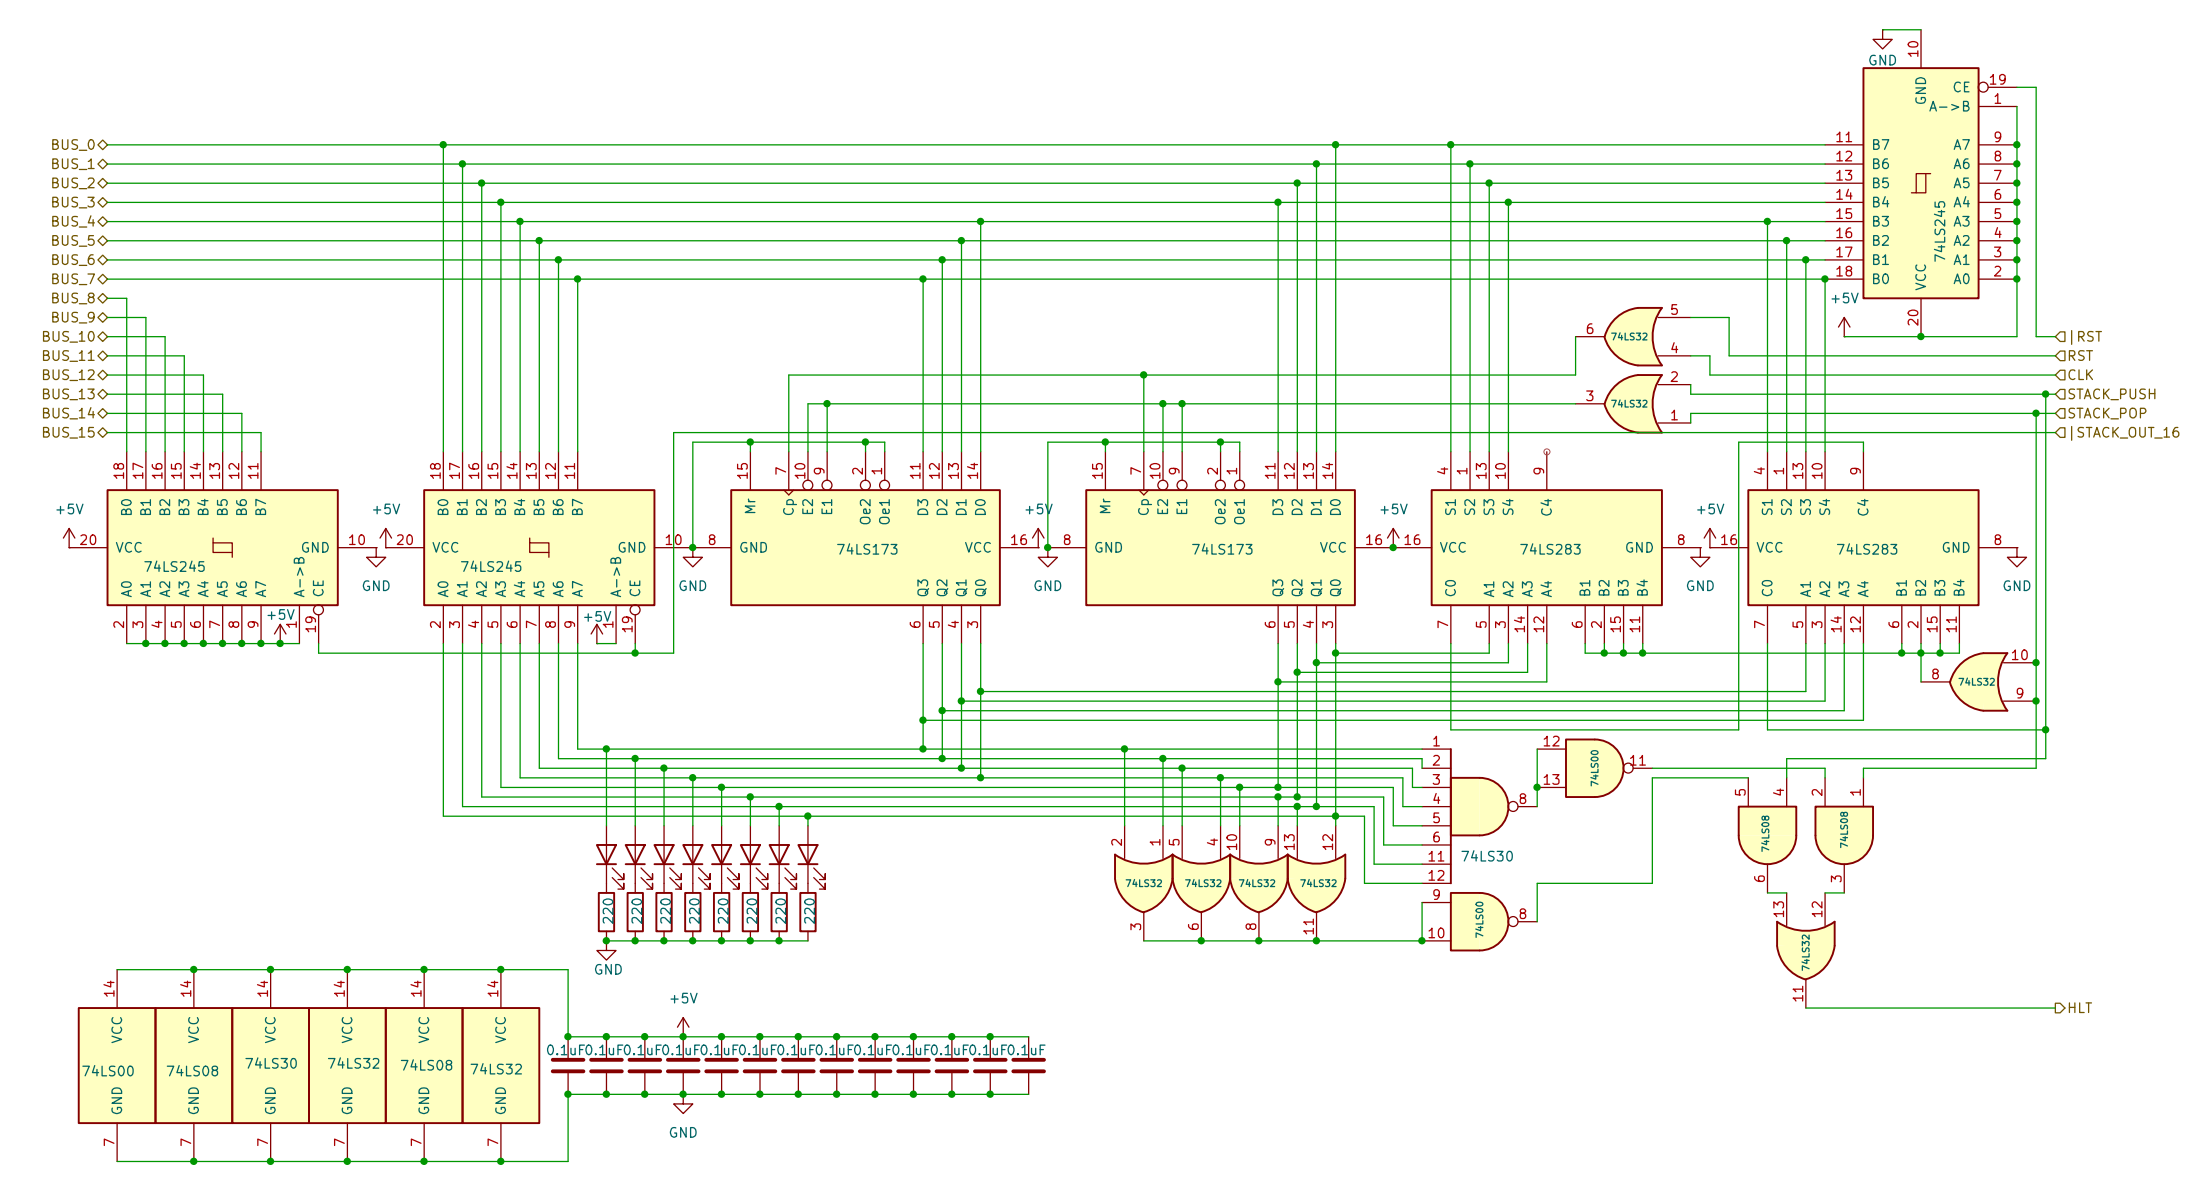 BUS_0
BUS_1
BUS_2
BUS_3
BUS_4
BUS_5
BUS_6
BUS_7
BUS_8
BUS_9
BUS_10
BUS_11
BUS_12
BUS_13
BUS_14
BUS_15
GND
10
GND
CE 19
A->B 1
11 B7 A7 9
12 B6 A6 8
13 B5 A5 7
14 B4 A4 6
15 B3 A3 5
16 B2 A2 4
17 B1 A1 3
18 B0 A0 2
74LS245
VCC
20
+5V
|RST
RST
CLK
STACK_PUSH
STACK_POP
|STACK_OUT_16
6 74LS32 5 4
3 74LS32 2 1
18 17 16 15 14 13 12 11
B0 B1 B2 B3 B4 B5 B6 B7
+5V
20 VCC GND 10
74LS245
GND
A0 A1 A2 A3 A4 A5 A6 A7 A->B CE
2 3 4 5 6 7 8 9 1 19
+5V
18 17 16 15 14 13 12 11
B0 B1 B2 B3 B4 B5 B6 B7
+5V
20 VCC GND 10
74LS245
GND
A0 A1 A2 A3 A4 A5 A6 A7 A->B CE
2 3 4 5 6 7 8 9 1 19
+5V
15 7 10 9 2 1 11 12 13 14
Mr Cp E2 E1 Oe2 Oe1 D3 D2 D1 D0
8 GND 74LS173 VCC 16
+5V
GND
Q3 Q2 Q1 Q0
6 5 4 3
15 7 10 9 2 1 11 12 13 14
Mr Cp E2 E1 Oe2 Oe1 D3 D2 D1 D0
8 GND 74LS173 VCC 16
+5V
Q3 Q2 Q1 Q0
6 5 4 3
4 1 13 10 9
S1 S2 S3 S4 C4
16 VCC 74LS283 GND 8
GND
C0 A1 A2 A3 A4 B1 B2 B3 B4
7 5 3 14 12 6 2 15 11
+5V
4 1 13 10 9
S1 S2 S3 S4 C4
16 VCC 74LS283 GND 8
GND
C0 A1 A2 A3 A4 B1 B2 B3 B4
7 5 3 14 12 6 2 15 11
8 74LS32 10 9
1
2
3
4
5
6
11
12
8
74LS30
12 13 74LS00 11
9 10 74LS00 8
5 4 74LS08 6
2 1 74LS08 3
13 12 74LS32 11
HLT
2 1 74LS32 3
5 4 74LS32 6
10 9 74LS32 8
13 12 74LS32 11
220 220 220 220 220 220 220 220
GND
14 14 14 14 14 14
VCC VCC VCC VCC VCC VCC
74LS00 74LS08 74LS30 74LS32 74LS08 74LS32
GND GND GND GND GND GND
7 7 7 7 7 7
+5V
0.1uF 0.1uF 0.1uF 0.1uF 0.1uF 0.1uF 0.1uF 0.1uF 0.1uF 0.1uF 0.1uF 0.1uF 0.1uF
GND